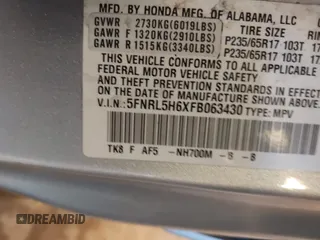 MFD. BY HONDA MFG. OF ALABAMA, LLC
GVWR 2730KG(6019LBS) TIRE SIZE RIM
GAWR F 1320KG(2910LBS) P235/65R17 103T
GAWR R 1515KG(3340LBS) P235/65R17 103T
THIS VEHICLE CONFORMS TO ALL APPLICABLE
FEDERAL MOTOR VEHICLE SAFETY
AND THEFT PREVENTION STANDARDS IN EFFECT
ON THE DATE OF MANUFACTURE SHOWN ABOVE
V.I.N.: 5FNRL5H6XFB063430 TYPE: MPV
TK8 F AF5 -NH700M -S -B
DREAMBID